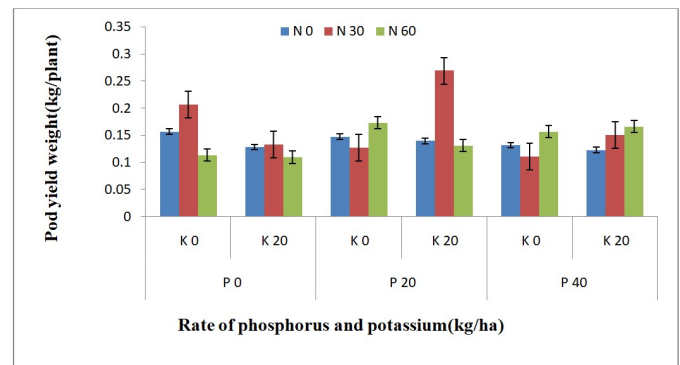 N 0 N 30 N 60
0.35
0.3
0.25
0.2
0.15
0.1
0.05
0
Pod yield weight(kg/plant)
K 0 K 20 K 0 K 20 K 0 K 20
P 0 P 20 P 40
Rate of phosphorus and potassium(kg/ha)